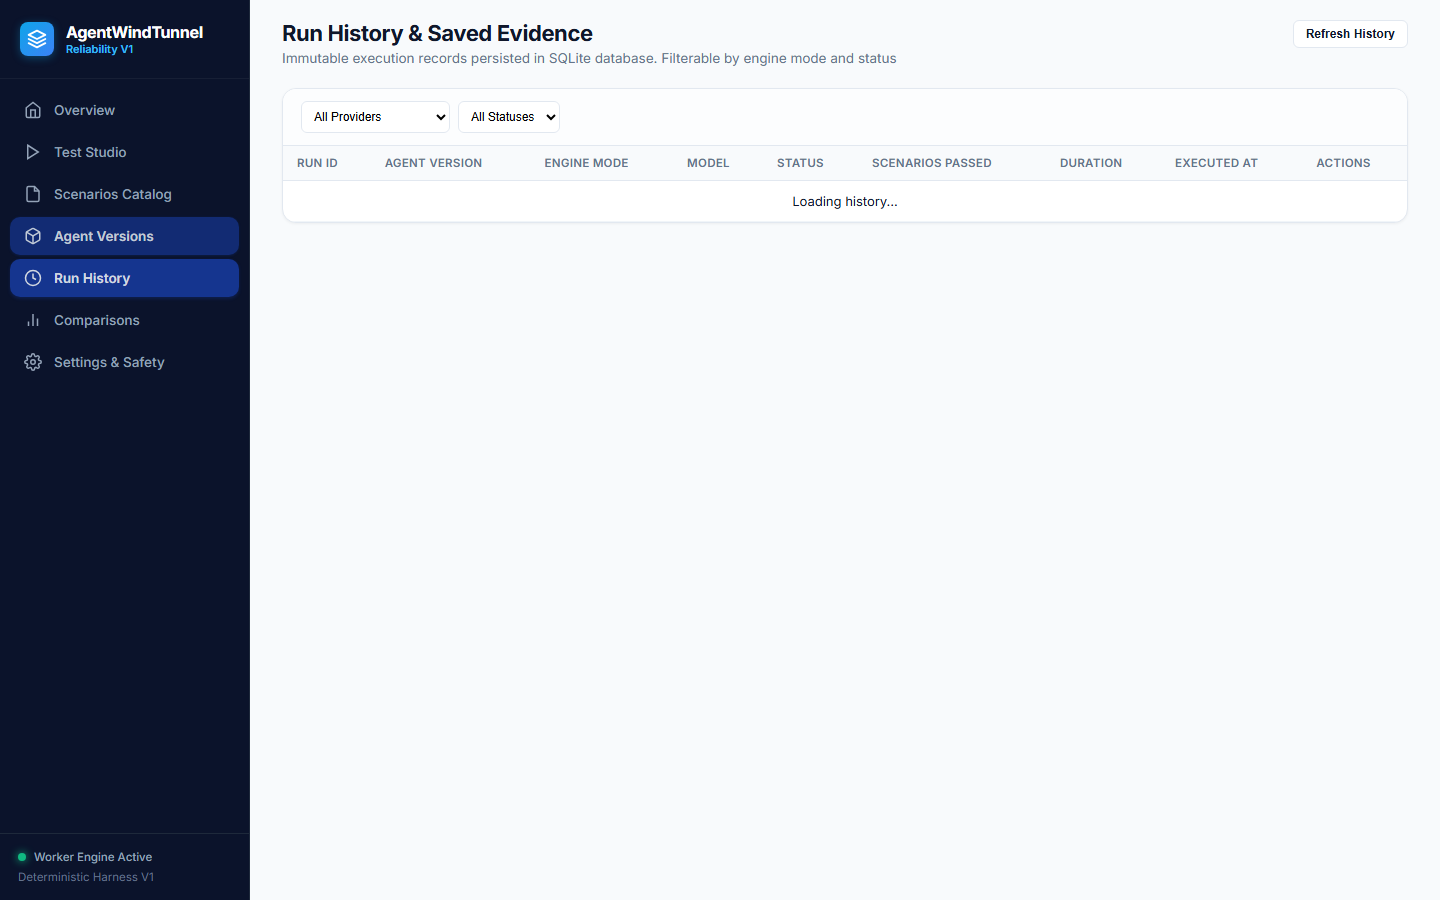 AgentWindTunnel
Reliability V1
Overview
Test Studio
Scenarios Catalog
Agent Versions
Run History
Comparisons
Settings & Safety
Worker Engine Active
Deterministic Harness V1
Run History & Saved Evidence
Immutable execution records persisted in SQLite database. Filterable by engine mode and status
Refresh History
All Providers All Statuses
RUN ID AGENT VERSION ENGINE MODE MODEL STATUS SCENARIOS PASSED DURATION EXECUTED AT ACTIONS
Loading history...